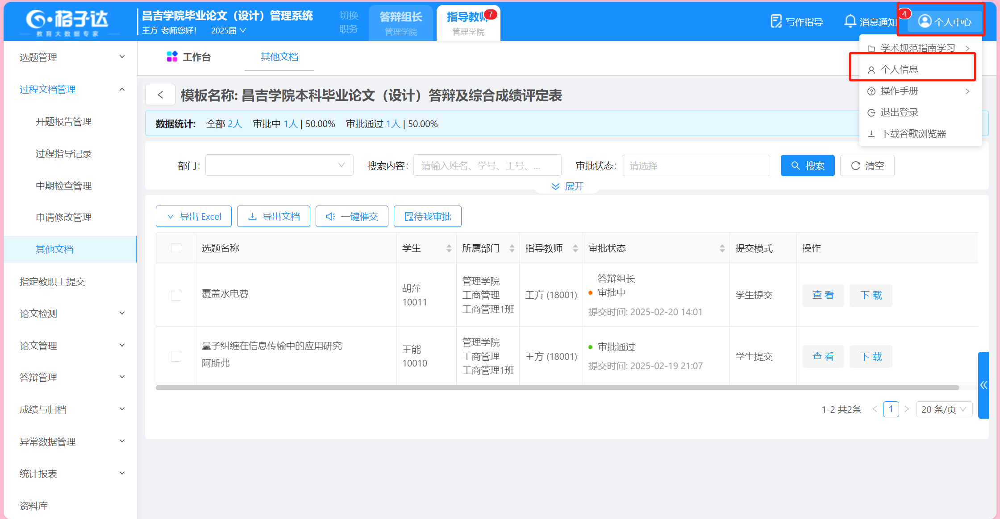 格子达
教育大数据专家
昌吉学院毕业论文（设计）管理系统
王方 老师您好！ 2025届
切换
职务
答辩组长
管理学院
指导教师
7
管理学院
写作指导
消息通知
4
个人中心
学术规范指南学习
个人信息
操作手册
退出登录
下载谷歌浏览器
选题管理
过程文档管理
开题报告管理
过程指导记录
中期检查管理
申请修改管理
其他文档
指定教职工提交
论文检测
论文管理
答辩管理
成绩与归档
异常数据管理
统计报表
资料库
工作台
其他文档
模板名称: 昌吉学院本科毕业论文（设计）答辩及综合成绩评定表
数据统计: 全部 2人 审批中 1人 | 50.00% 审批通过 1人 | 50.00%
部门: 搜索内容: 请输入姓名、学号、工号、... 审批状态: 请选择 搜索 清空
展开
导出 Excel 导出文档 一键催交 待我审批
选题名称 学生 所属部门 指导教师 审批状态 提交模式 操作
覆盖水电费
胡萍
10011
管理学院
工商管理
工商管理1班
王方 (18001)
答辩组长
审批中
提交时间: 2025-02-20 14:01
学生提交
查 看 下 载
量子纠缠在信息传输中的应用研究
阿斯弗
王能
10010
管理学院
工商管理
工商管理1班
王方 (18001)
审批通过
提交时间: 2025-02-19 21:07
学生提交
查 看 下 载
1-2 共2条 1 20 条/页